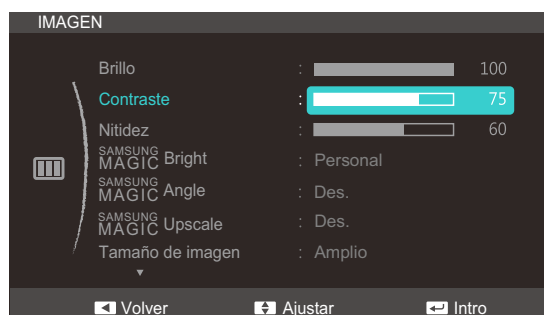 IMAGEN
Brillo : 100
Contraste : 75
Nitidez : 60
SAMSUNG MAGIC Bright : Personal
SAMSUNG MAGIC Angle : Des.
SAMSUNG MAGIC Upscale : Des.
Tamaño de imagen : Amplio
Volver Ajustar Intro